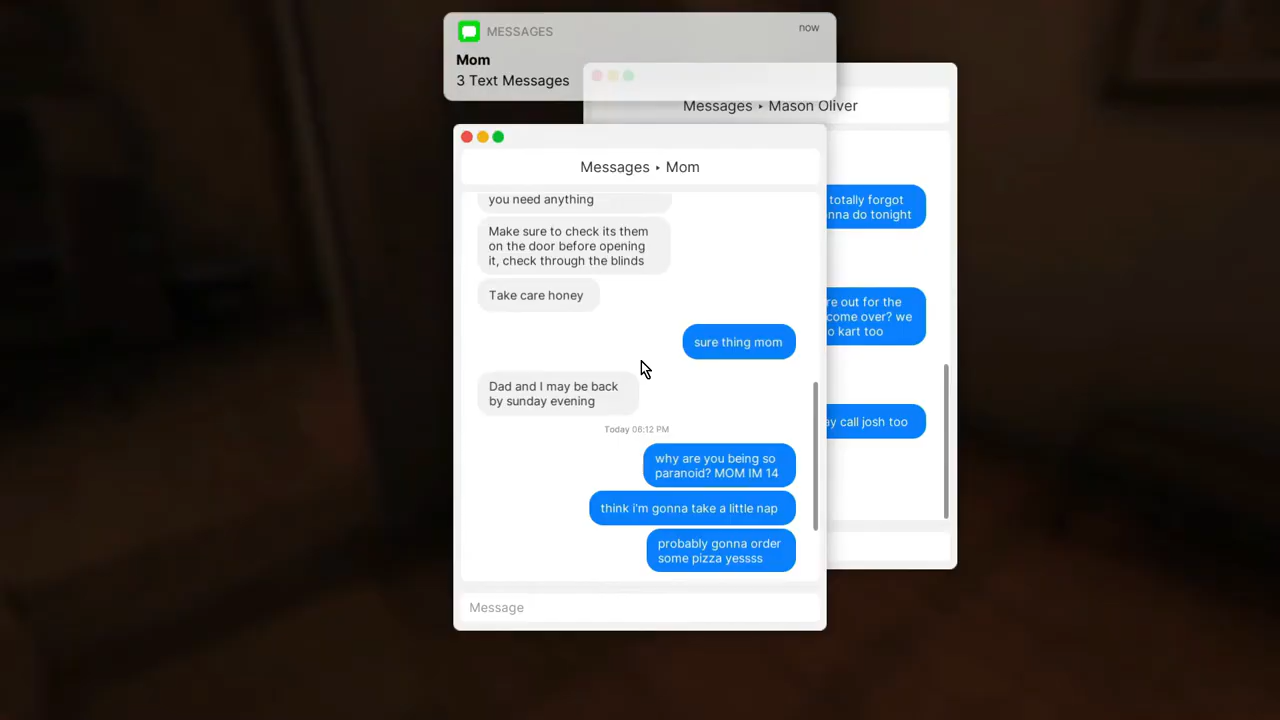 MESSAGES
now
Mom
3 Text Messages
Messages ‣ Mason Oliver
totally forgot
nna do tonight
re out for the
come over? we
o kart too
ay call josh too
Messages ‣ Mom
you need anything
Make sure to check its them
on the door before opening
it, check through the blinds
Take care honey
sure thing mom
Dad and I may be back
by sunday evening
Today 06:12 PM
why are you being so
paranoid? MOM IM 14
think i'm gonna take a little nap
probably gonna order
some pizza yessss
Message